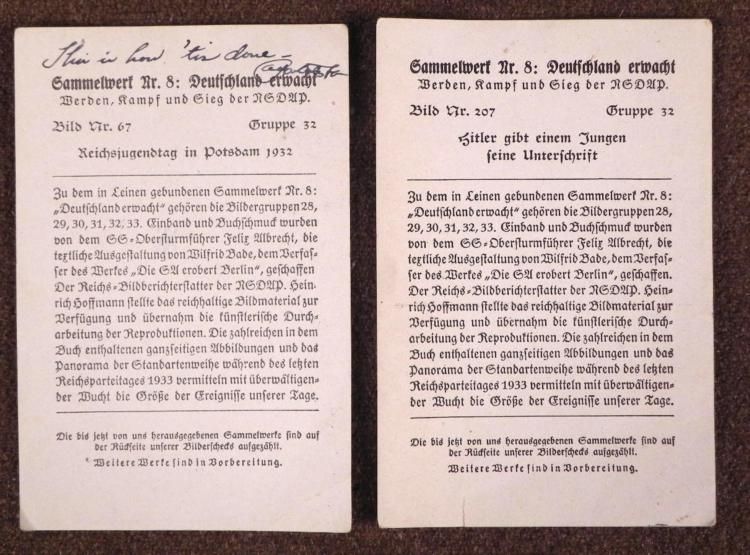 This is how 'tis done –
Sammelwerk Nr. 8: Deutschland erwacht
Werden, Kampf und Sieg der NSDAP.
Bild Nr. 67 Gruppe 32
Reichsjugendtag in Potsdam 1932
Zu dem in Leinen gebundenen Sammelwerk Nr. 8:
„Deutschland erwacht“ gehören die Bildergruppen 28,
29, 30, 31, 32, 33. Einband und Buchschmuck wurden
von dem SS-Obersturmführer Felix Albrecht, die
textliche Ausgestaltung von Wilfrid Bade, dem Verfas-
ser des Werkes „Die SA erobert Berlin“, geschaffen.
Der Reichs-Bildberichterstatter der NSDAP. Hein-
rich Hoffmann stellte das reichhaltige Bildmaterial zur
Verfügung und übernahm die künstlerische Durch-
arbeitung der Reproduktionen. Die zahlreichen in dem
Buch enthaltenen ganzseitigen Abbildungen und das
Panorama der Standartenweihe während des letzten
Reichsparteitages 1933 vermitteln mit überwältigen-
der Wucht die Größe der Ereignisse unserer Tage.
Die bis jetzt von uns herausgegebenen Sammelwerke sind auf
der Rückseite unserer Bilderschecks aufgezählt.
Weitere Werke sind in Vorbereitung.
Sammelwerk Nr. 8: Deutschland erwacht
Werden, Kampf und Sieg der NSDAP.
Bild Nr. 207 Gruppe 32
Hitler gibt einem Jungen
seine Unterschrift
Zu dem in Leinen gebundenen Sammelwerk Nr. 8:
„Deutschland erwacht“ gehören die Bildergruppen 28,
29, 30, 31, 32, 33. Einband und Buchschmuck wurden
von dem SS-Obersturmführer Felix Albrecht, die
textliche Ausgestaltung von Wilfrid Bade, dem Verfas-
ser des Werkes „Die SA erobert Berlin“, geschaffen.
Der Reichs-Bildberichterstatter der NSDAP. Hein-
rich Hoffmann stellte das reichhaltige Bildmaterial zur
Verfügung und übernahm die künstlerische Durch-
arbeitung der Reproduktionen. Die zahlreichen in dem
Buch enthaltenen ganzseitigen Abbildungen und das
Panorama der Standartenweihe während des letzten
Reichsparteitages 1933 vermitteln mit überwältigen-
der Wucht die Größe der Ereignisse unserer Tage.
Die bis jetzt von uns herausgegebenen Sammelwerke sind auf
der Rückseite unserer Bilderschecks aufgezählt.
Weitere Werke sind in Vorbereitung.